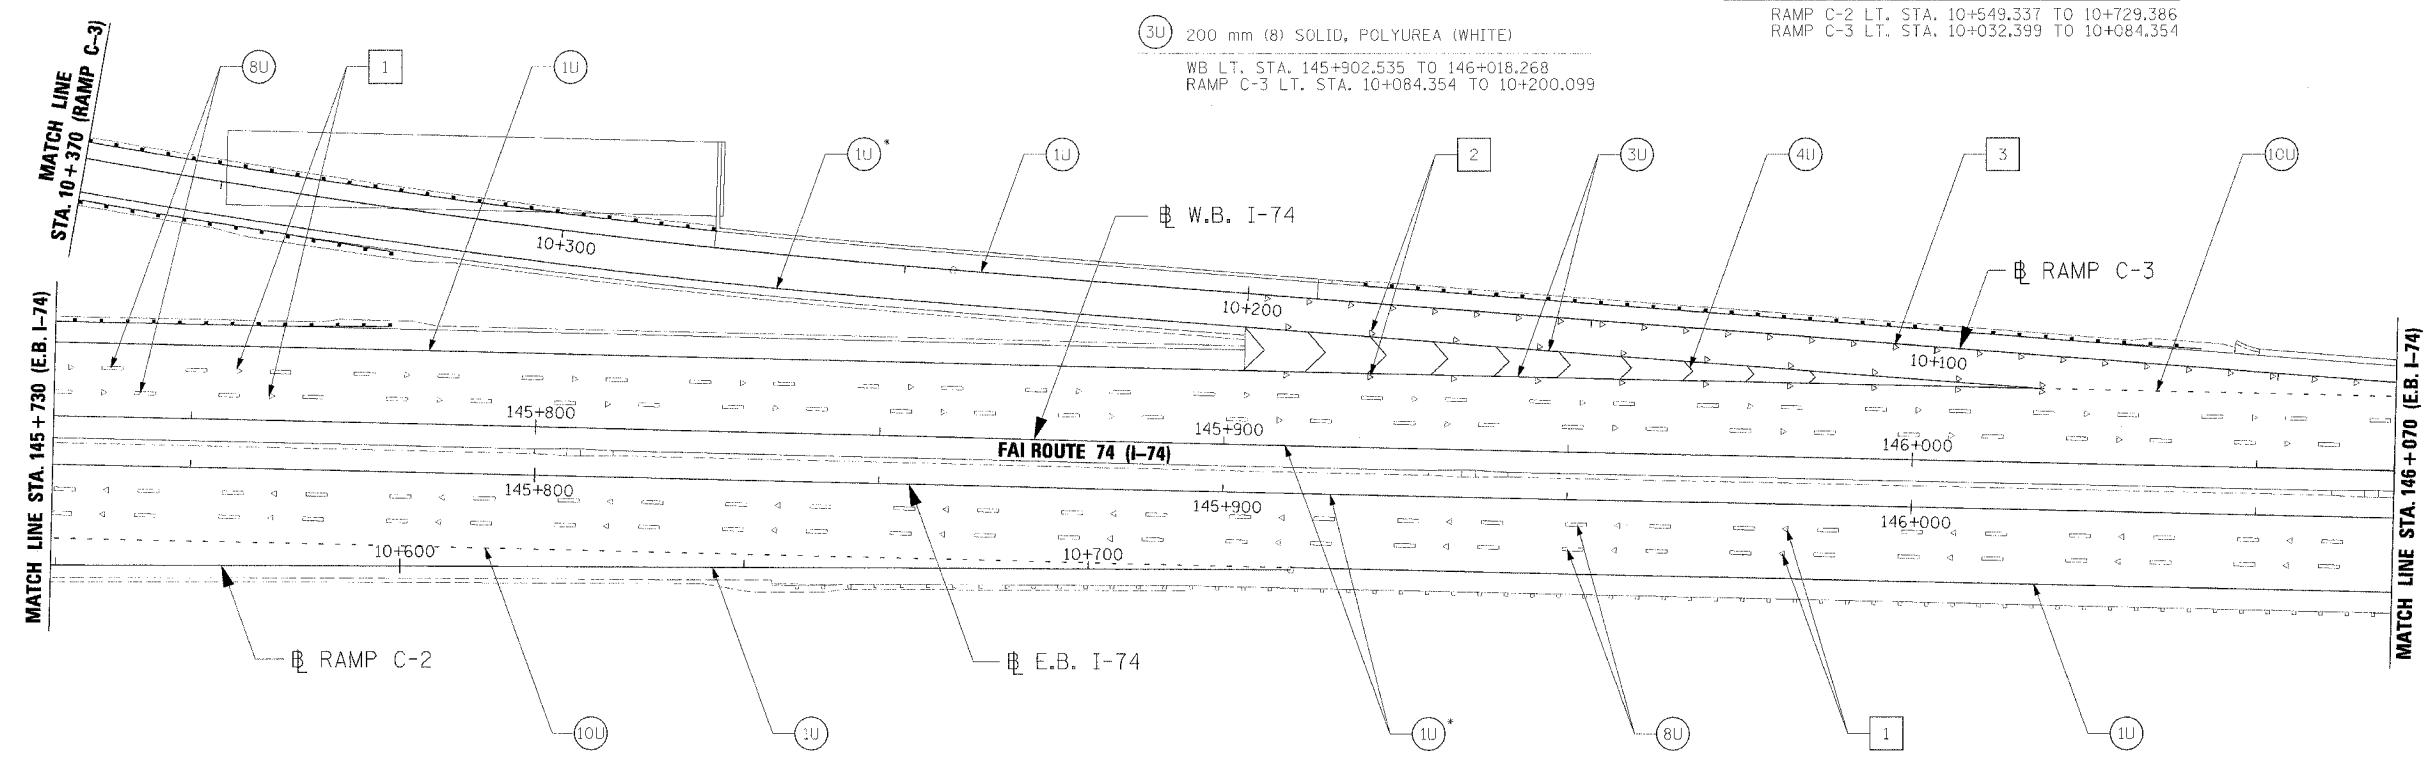 RAMP C-2 LT. STA. 10+549.337 TO 10+729.386
RAMP C-3 LT. STA. 10+032.399 TO 10+084.354
3U 200 mm (8) SOLID, POLYUREA (WHITE)
WB LT. STA. 145+902.535 TO 146+018.268
RAMP C-3 LT. STA. 10+084.354 TO 10+200.099
MATCH LINE
STA. 10+370 (RAMP C-3)
8U
1
1U
1U*
1U
2
3U
4U
3
10U
℄ W.B. I-74
℄ RAMP C-3
10+300
10+200
10+100
MATCH LINE STA. 145+730 (E.B. I-74)
MATCH LINE STA. 146+070 (E.B. I-74)
145+800
145+900
146+000
FAI ROUTE 74 (I-74)
145+800
145+900
146+000
10+600
10+700
BL RAMP C-2
BL E.B. I-74
10U
1U
1U*
8U
1
1U